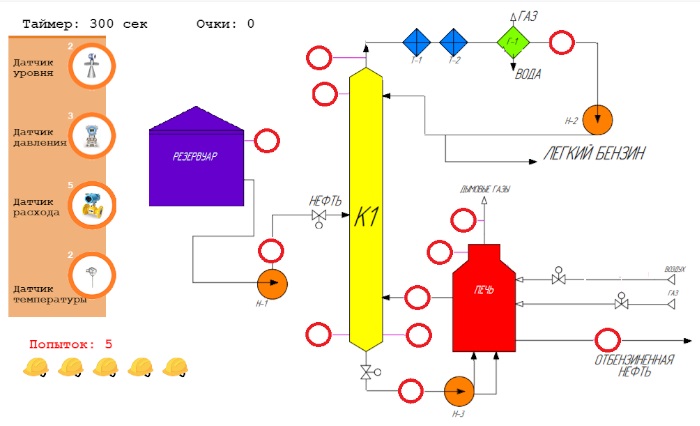 Таймер: 300 сек
Очки: 0
2
Датчик
уровня
3
Датчик
давления
5
Датчик
расхода
2
Датчик
температуры
Попыток: 5
РЕЗЕРВУАР
Н-1
НЕФТЬ
К1
Т-1
Т-2
Г-1
ГАЗ
ВОДА
Н-2
ЛЕГКИЙ БЕНЗИН
ДЫМОВЫЕ ГАЗЫ
ПЕЧЬ
ВОЗДУХ
ГАЗ
ОТБЕНЗИНЕННАЯ
НЕФТЬ
Н-3